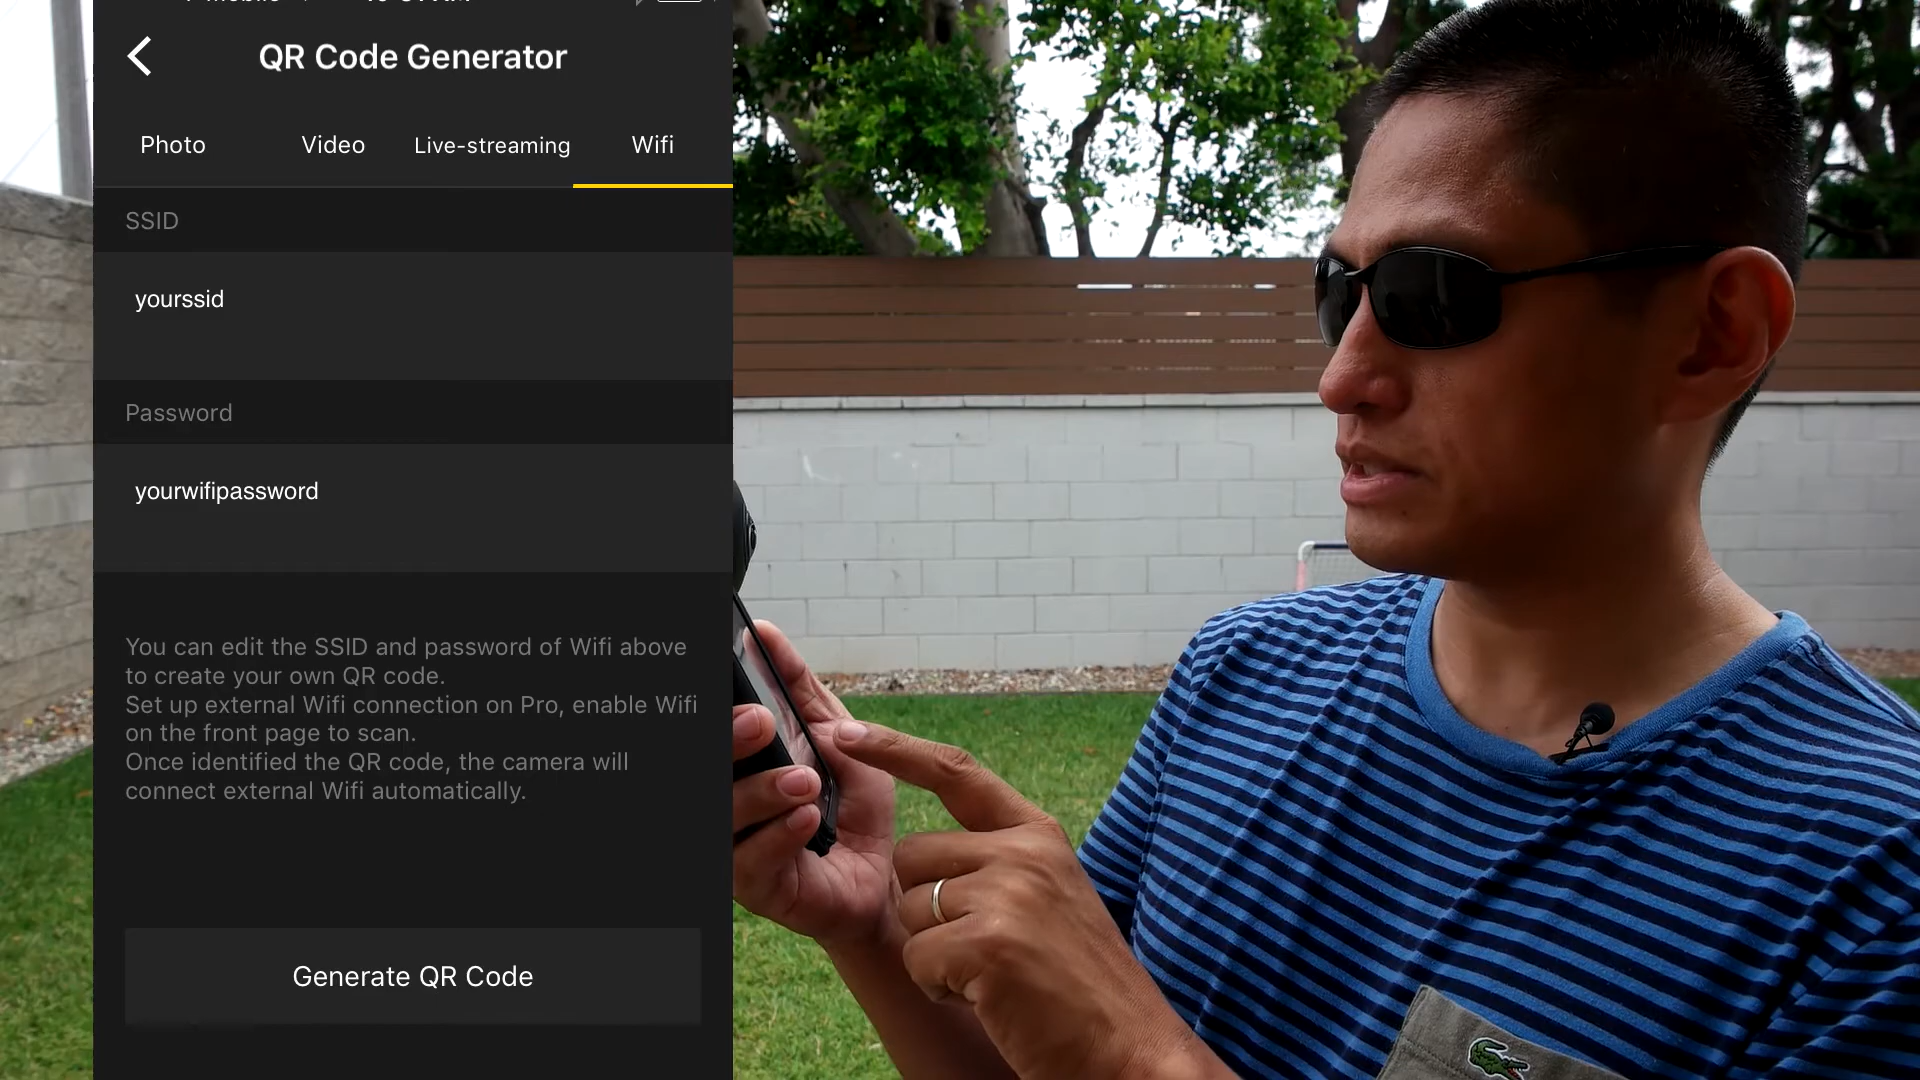 QR Code Generator
Photo Video Live-streaming Wifi
SSID
yourssid
Password
yourwifipassword
You can edit the SSID and password of Wifi above
to create your own QR code.
Set up external Wifi connection on Pro, enable Wifi
on the front page to scan.
Once identified the QR code, the camera will
connect external Wifi automatically.
Generate QR Code